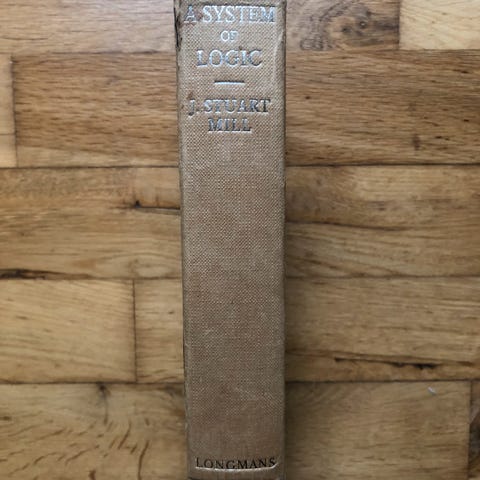 A SYSTEM
OF
LOGIC
J. STUART
MILL
LONGMANS